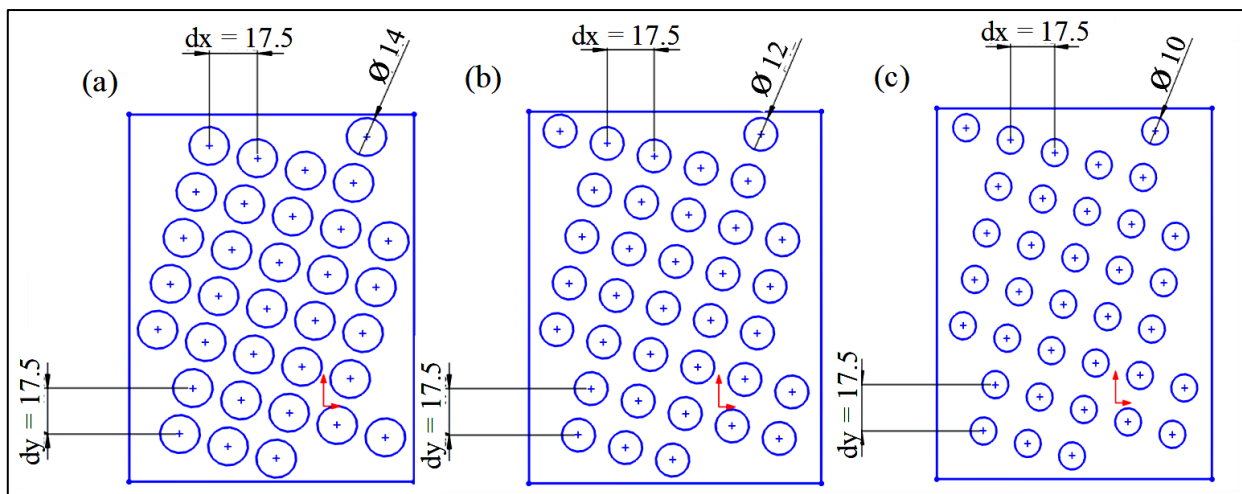 dx = 17.5
Ø 14
(a)
dy = 17.5
dx = 17.5
Ø 12
(b)
dy = 17.5
dx = 17.5
Ø 10
(c)
dy = 17.5